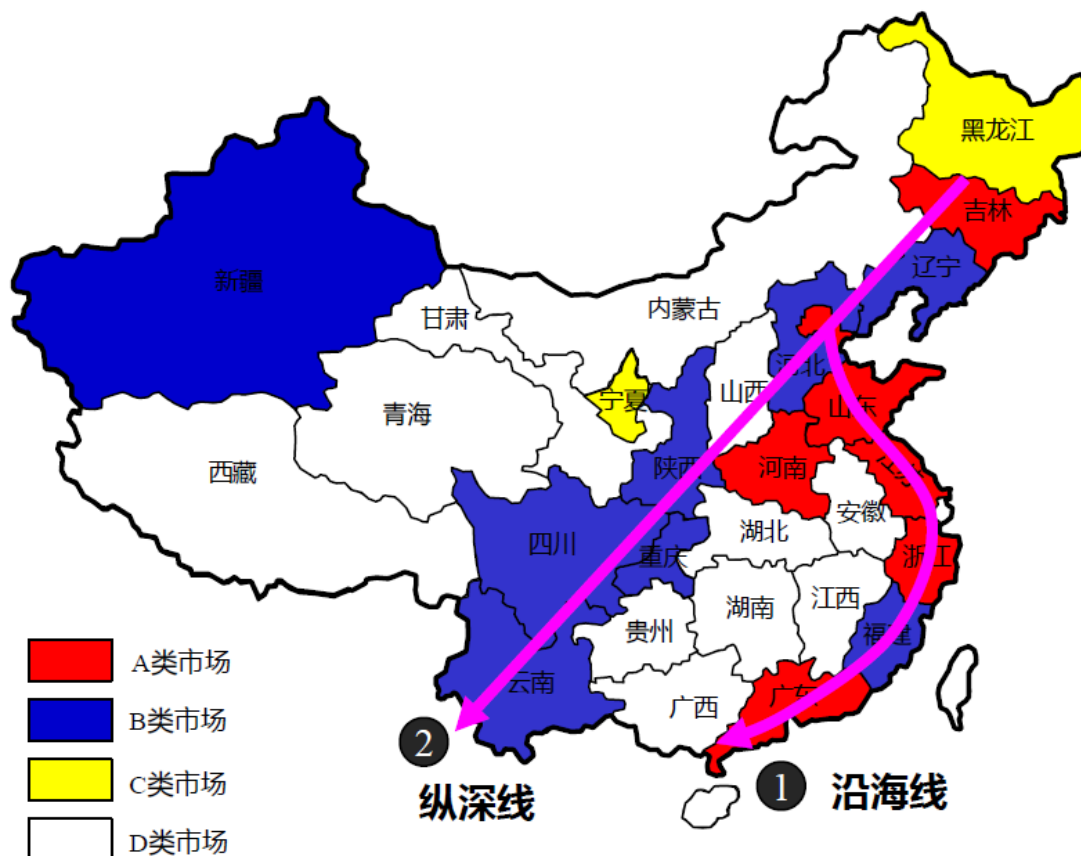 黑龙江
吉林
辽宁
新疆
内蒙古
甘肃
河北
宁夏
山西
青海
山东
西藏
陕西
河南
安徽
湖北
四川
重庆
浙江
江西
湖南
贵州
福建
云南
广西
广东
A类市场
B类市场
C类市场
D类市场
2
纵深线
1
沿海线